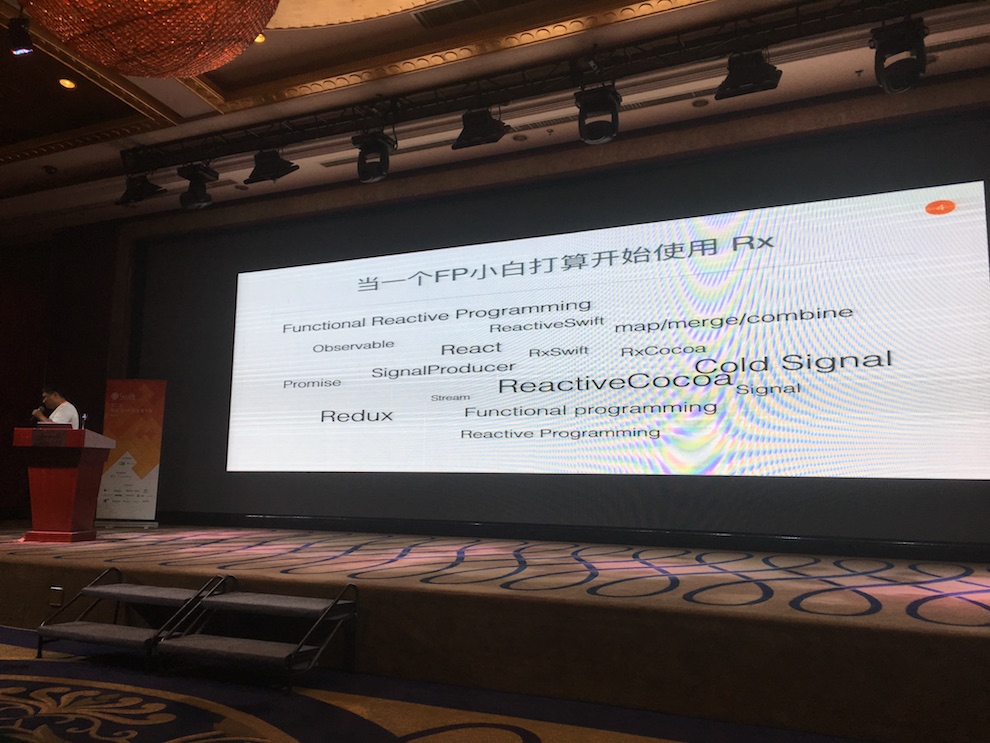 4
当一个FP小白打算开始使用 Rx
Functional Reactive Programming
ReactiveSwift
map/merge/combine
Observable
React
RxSwift
RxCocoa
Cold Signal
SignalProducer
Promise
ReactiveCocoa
Signal
Stream
Redux
Functional programming
Reactive Programming